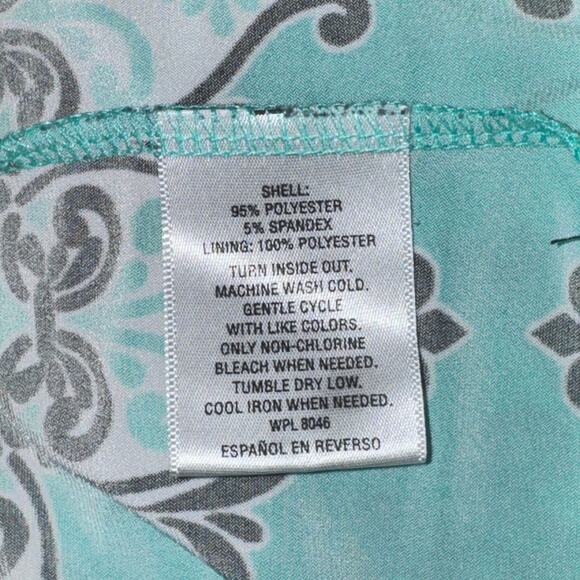 SHELL:
95% POLYESTER
5% SPANDEX
LINING: 100% POLYESTER
TURN INSIDE OUT.
MACHINE WASH COLD.
GENTLE CYCLE
WITH LIKE COLORS.
ONLY NON-CHLORINE
BLEACH WHEN NEEDED.
TUMBLE DRY LOW.
COOL IRON WHEN NEEDED.
WPL 8046
ESPAÑOL EN REVERSO